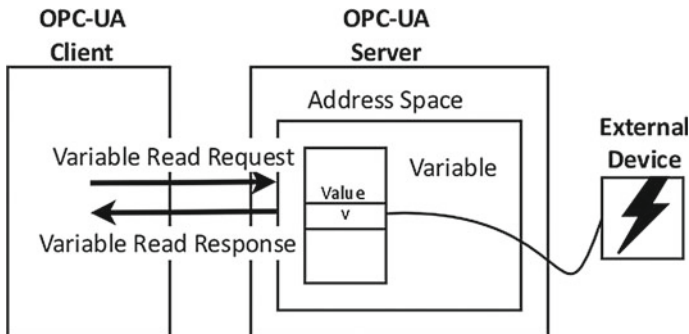 OPC-UA
Client
OPC-UA
Server
Address Space
External
Device
Variable Read Request
Variable
Value
v
Variable Read Response